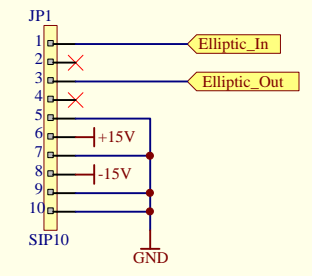 JP1
1 Elliptic_In
2
3 Elliptic_Out
4
5
6 +15V
7
8 -15V
9
10
SIP10
GND